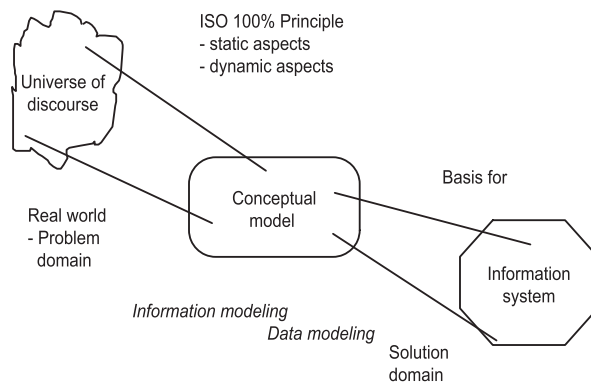 ISO 100% Principle
- static aspects
- dynamic aspects
Universe of
discourse
Conceptual
model
Basis for
Real world
- Problem
domain
Information
system
Information modeling
Data modeling
Solution
domain